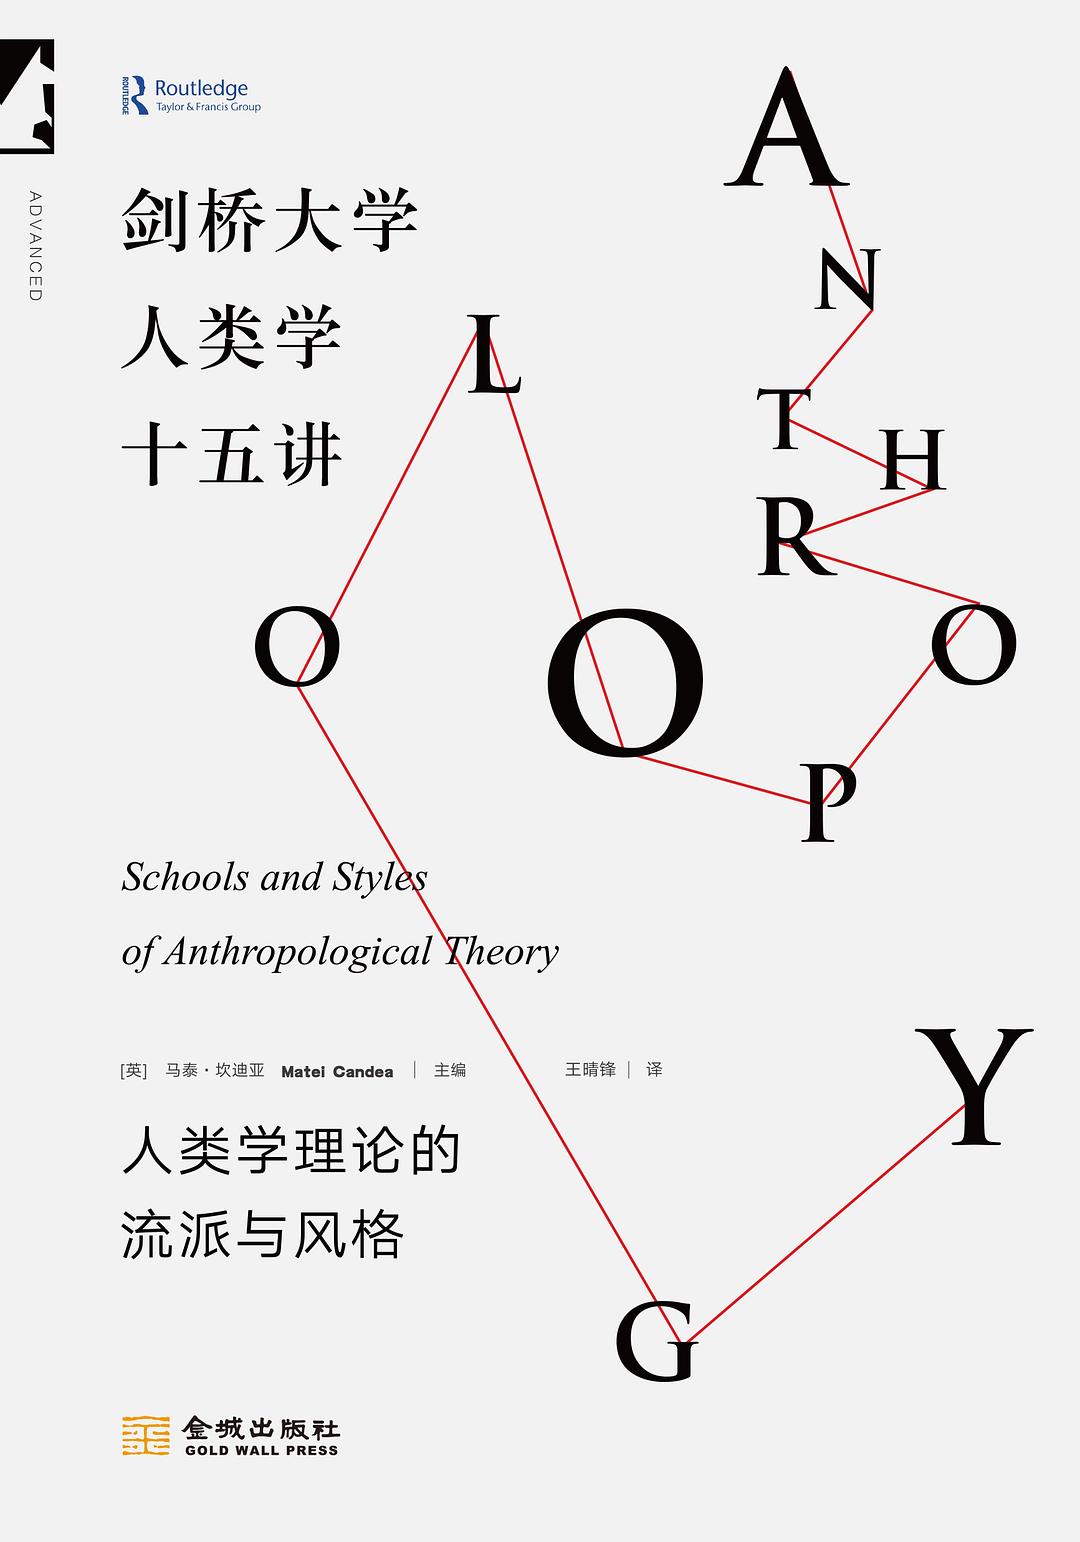 ADVANCED
ROUTLEDGE
Routledge
Taylor & Francis Group
剑桥大学
人类学
十五讲
A
N
T
H
R
O
P
O
L
O
G
Y
Schools and Styles
of Anthropological Theory
[英] 马泰·坎迪亚 Matei Candea | 主编 王晴锋 | 译
人类学理论的
流派与风格
金城出版社
GOLD WALL PRESS